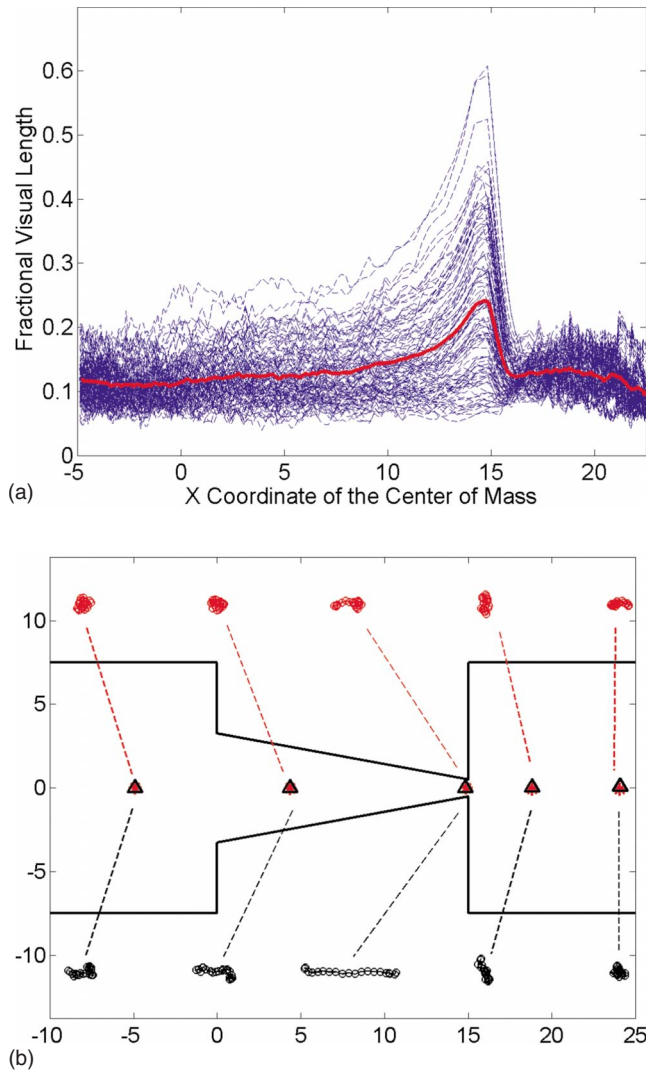 0.6
0.5
0.4
0.3
0.2
0.1
0
Fractional Visual Length
-5 0 5 10 15 20
X Coordinate of the Center of Mass
(a)
10
5
0
-5
-10
-10 -5 0 5 10 15 20 25
(b)